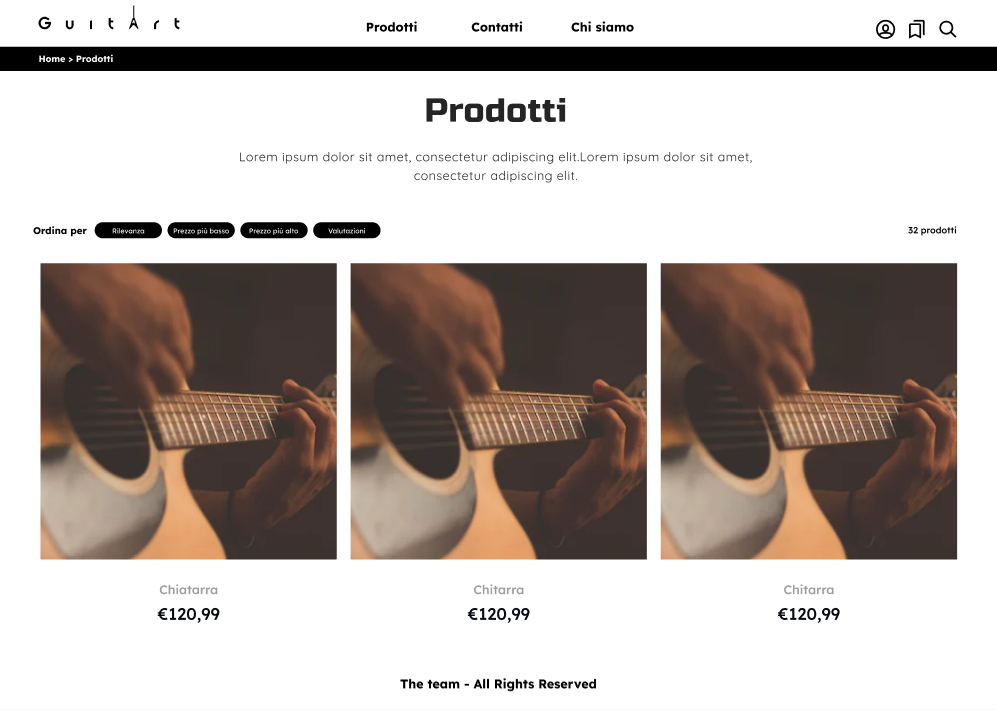 GuitArt
Prodotti Contatti Chi siamo
Home > Prodotti
Prodotti
Lorem ipsum dolor sit amet, consectetur adipiscing elit.Lorem ipsum dolor sit amet,
consectetur adipiscing elit.
Ordina per Rilevanza Prezzo più basso Prezzo più alto Valutazioni 32 prodotti
Chiatarra Chitarra Chitarra
€120,99 €120,99 €120,99
The team - All Rights Reserved